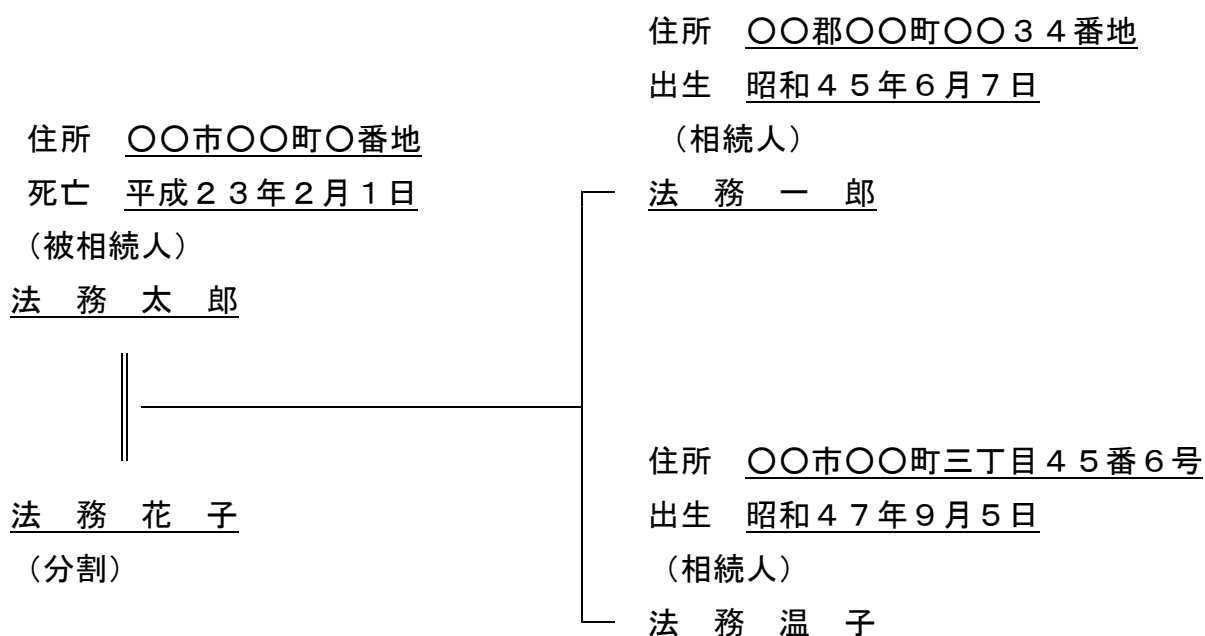 住所　〇〇郡〇〇町〇〇３４番地
出生　昭和４５年６月７日
（相続人）
法　務　一　郎
住所　〇〇市〇〇町〇番地
死亡　平成２３年２月１日
（被相続人）
法　務　太　郎
法　務　花　子
（分割）
住所　〇〇市〇〇町三丁目４５番６号
出生　昭和４７年９月５日
（相続人）
法　務　温　子